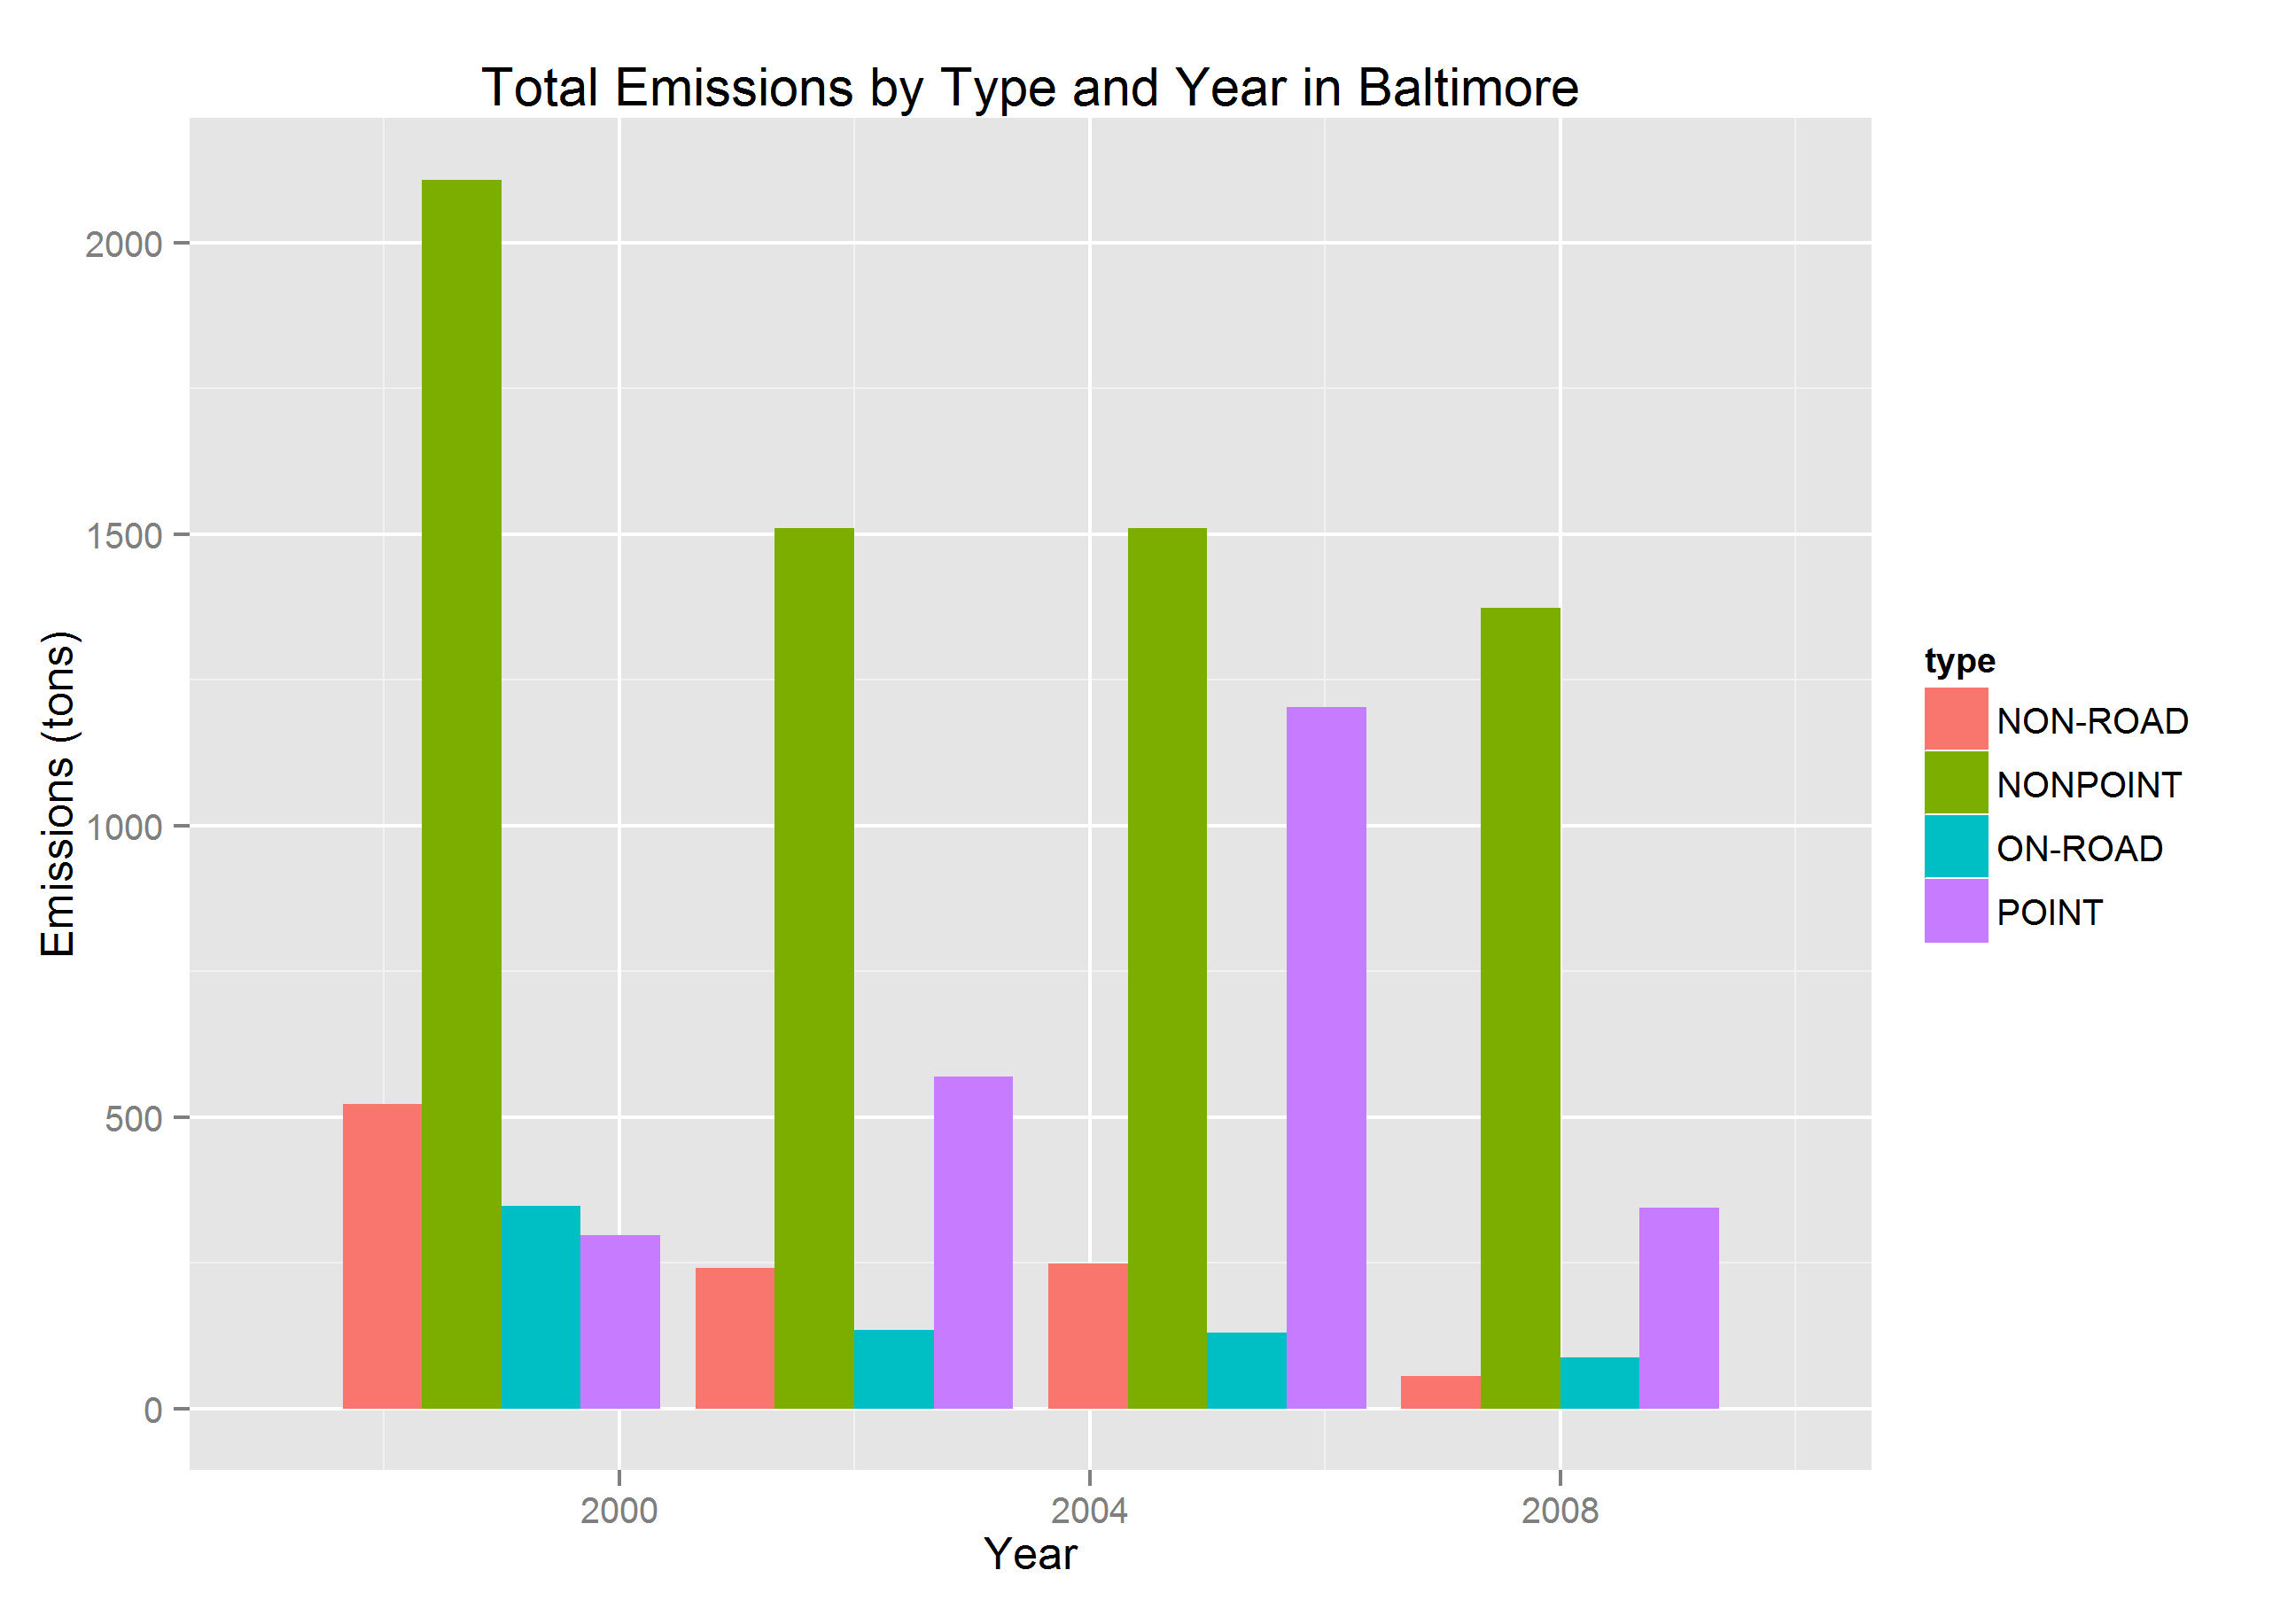 Total Emissions by Type and Year in Baltimore
Emissions (tons)
2000
1500
1000
500
0
2000 2004 2008
Year
type
NON-ROAD
NONPOINT
ON-ROAD
POINT